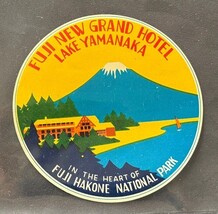 FUJI NEW GRAND HOTEL
LAKE YAMANAKA
IN THE HEART OF
FUJI HAKONE NATIONAL PARK